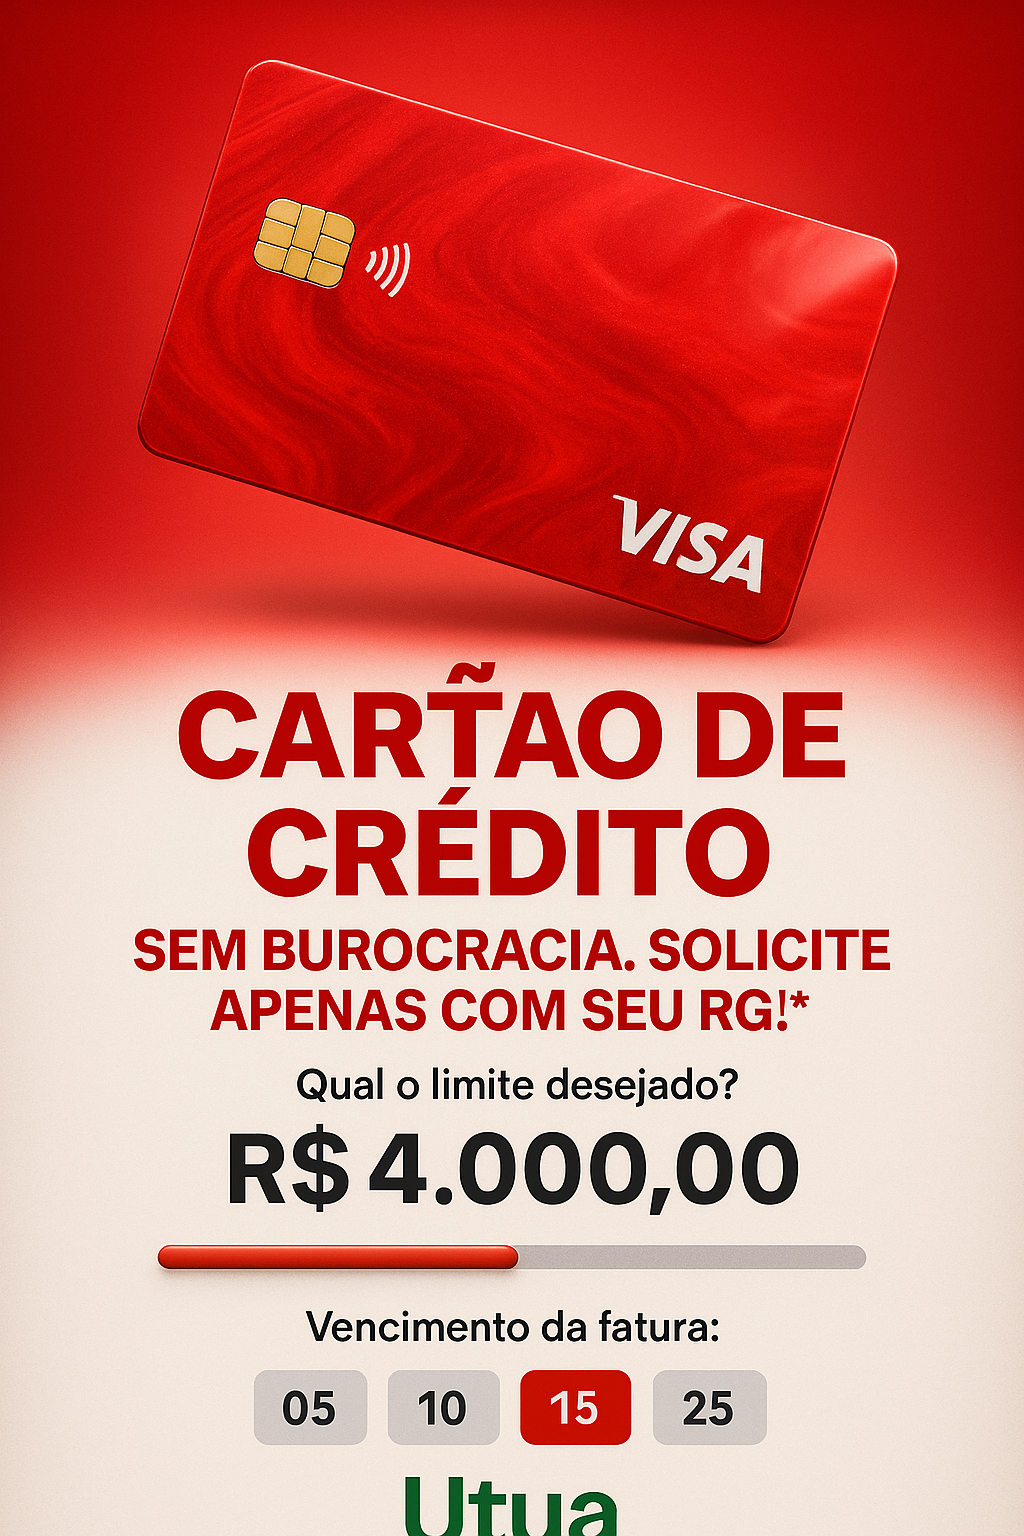 VISA
CARTÃO DE
CRÉDITO
SEM BUROCRACIA. SOLICITE
APENAS COM SEU RG!*
Qual o limite desejado?
R$ 4.000,00
Vencimento da fatura:
05 10 15 25
Utua